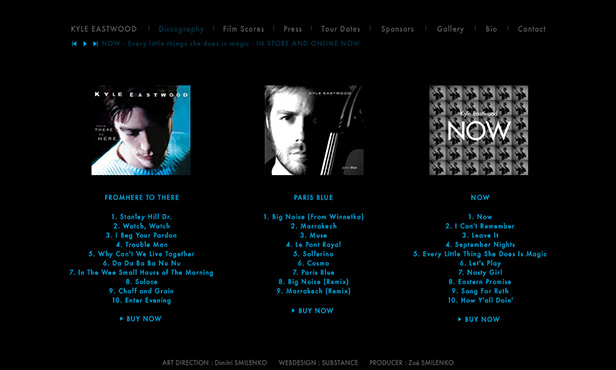 KYLE EASTWOOD | Discography | Film Scores | Press | Tour Dates | Sponsors | Gallery | Bio | Contact
NOW : Every little things she does is magic - IN STORE AND ONLINE NOW
KYLE EASTWOOD
FROM
THERE
TO
HERE
KYLE EASTWOOD
paris blue
Kyle Eastwood
NOW
FROMHERE TO THERE
1. Stanley Hill Dr.
2. Watch, Watch
3. I Beg Your Pardon
4. Trouble Man
5. Why Can't We Live Together
6. Da Da Ba Ba Nu Nu
7. In The Wee Small Hours of The Morning
8. Solace
9. Chaff and Grain
10. Enter Evening
BUY NOW
PARIS BLUE
1. Big Noise (From Winnetka)
2. Marrakech
3. Muse
4. Le Pont Royal
5. Solferino
6. Cosmo
7. Paris Blue
8. Big Noise (Remix)
9. Marrakech (Remix)
BUY NOW
NOW
1. Now
2. I Can't Remember
3. Leave It
4. September Nights
5. Every Little Thing She Does Is Magic
6. Let's Play
7. Nasty Girl
8. Eastern Promise
9. Song For Ruth
10. How Y'all Doin'
BUY NOW
ART DIRECTION : Dimitri SMILENKO WEBDESIGN : SUBSTANCE PRODUCER : Zoé SMILENKO